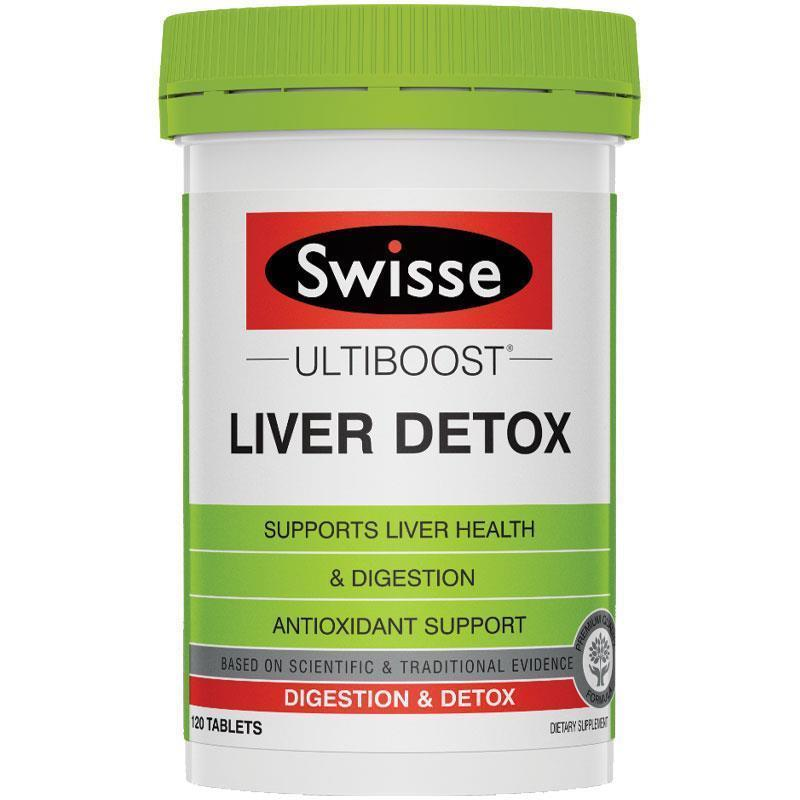 Swisse
ULTIBOOST®
LIVER DETOX
SUPPORTS LIVER HEALTH
& DIGESTION
ANTIOXIDANT SUPPORT
BASED ON SCIENTIFIC & TRADITIONAL EVIDENCE
PREMIUM
DIGESTION & DETOX
120 TABLETS
DIETARY SUPPLEMENT